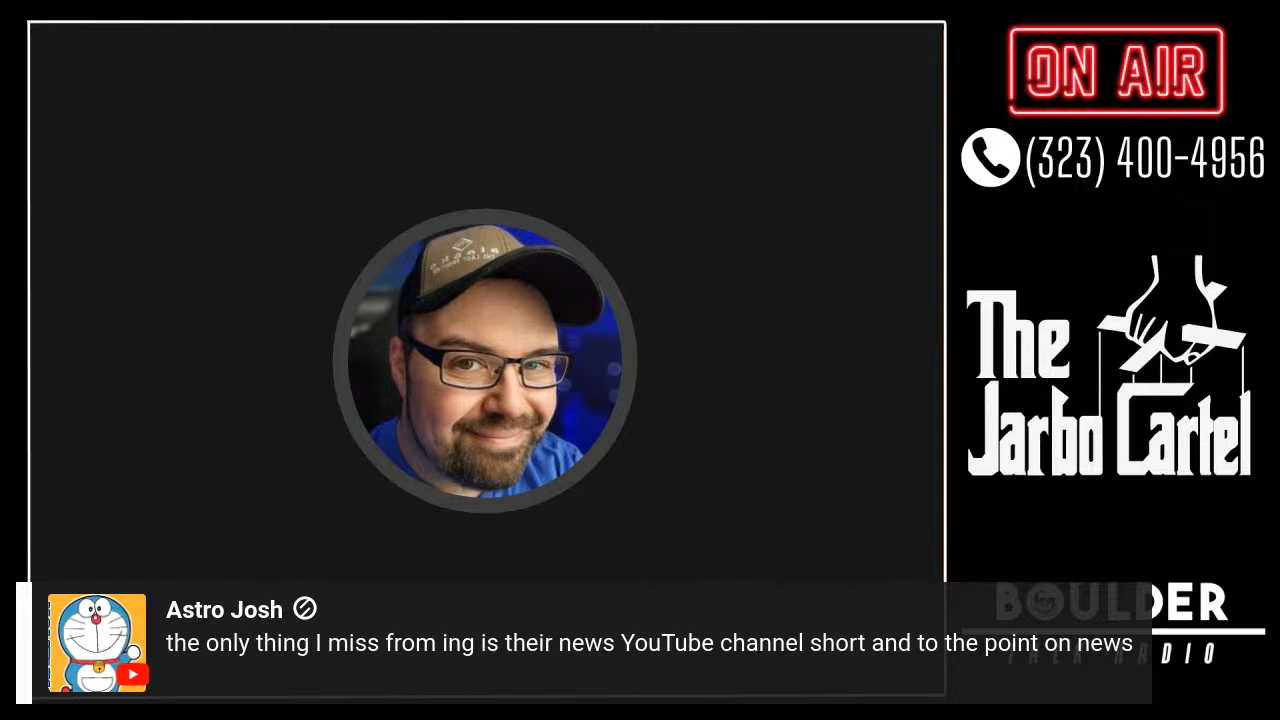 ON AIR
(323) 400-4956
The
Jarbo Cartel
BOULDER
Astro Josh
the only thing I miss from ing is their news YouTube channel short and to the point on news